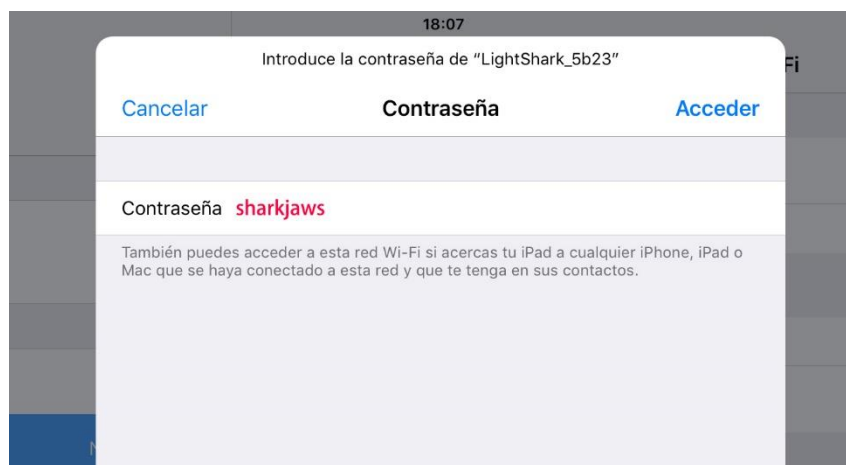 18:07
Introduce la contraseña de “LightShark_5b23”
Fi
Cancelar
Contraseña
Acceder
Contraseña sharkjaws
También puedes acceder a esta red Wi-Fi si acercas tu iPad a cualquier iPhone, iPad o
Mac que se haya conectado a esta red y que te tenga en sus contactos.